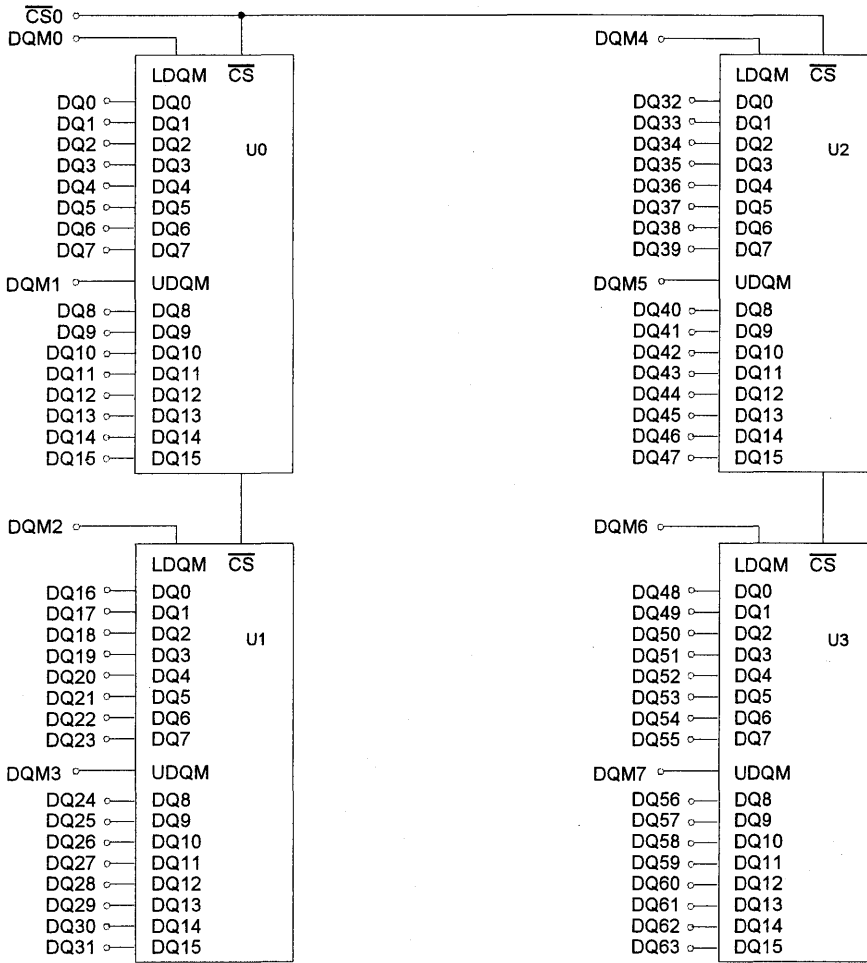 CS0
DQM0
LDQM CS
DQ0 DQ0
DQ1 DQ1
DQ2 DQ2
U0
DQ3 DQ3
DQ4 DQ4
DQ5 DQ5
DQ6 DQ6
DQ7 DQ7
DQM1 UDQM
DQ8 DQ8
DQ9 DQ9
DQ10 DQ10
DQ11 DQ11
DQ12 DQ12
DQ13 DQ13
DQ14 DQ14
DQ15 DQ15
DQM2
LDQM CS
DQ16 DQ0
DQ17 DQ1
DQ18 DQ2
U1
DQ19 DQ3
DQ20 DQ4
DQ21 DQ5
DQ22 DQ6
DQ23 DQ7
DQM3 UDQM
DQ24 DQ8
DQ25 DQ9
DQ26 DQ10
DQ27 DQ11
DQ28 DQ12
DQ29 DQ13
DQ30 DQ14
DQ31 DQ15
DQM4
LDQM CS
DQ32 DQ0
DQ33 DQ1
DQ34 DQ2
U2
DQ35 DQ3
DQ36 DQ4
DQ37 DQ5
DQ38 DQ6
DQ39 DQ7
DQM5 UDQM
DQ40 DQ8
DQ41 DQ9
DQ42 DQ10
DQ43 DQ11
DQ44 DQ12
DQ45 DQ13
DQ46 DQ14
DQ47 DQ15
DQM6
LDQM CS
DQ48 DQ0
DQ49 DQ1
DQ50 DQ2
U3
DQ51 DQ3
DQ52 DQ4
DQ53 DQ5
DQ54 DQ6
DQ55 DQ7
DQM7 UDQM
DQ56 DQ8
DQ57 DQ9
DQ58 DQ10
DQ59 DQ11
DQ60 DQ12
DQ61 DQ13
DQ62 DQ14
DQ63 DQ15